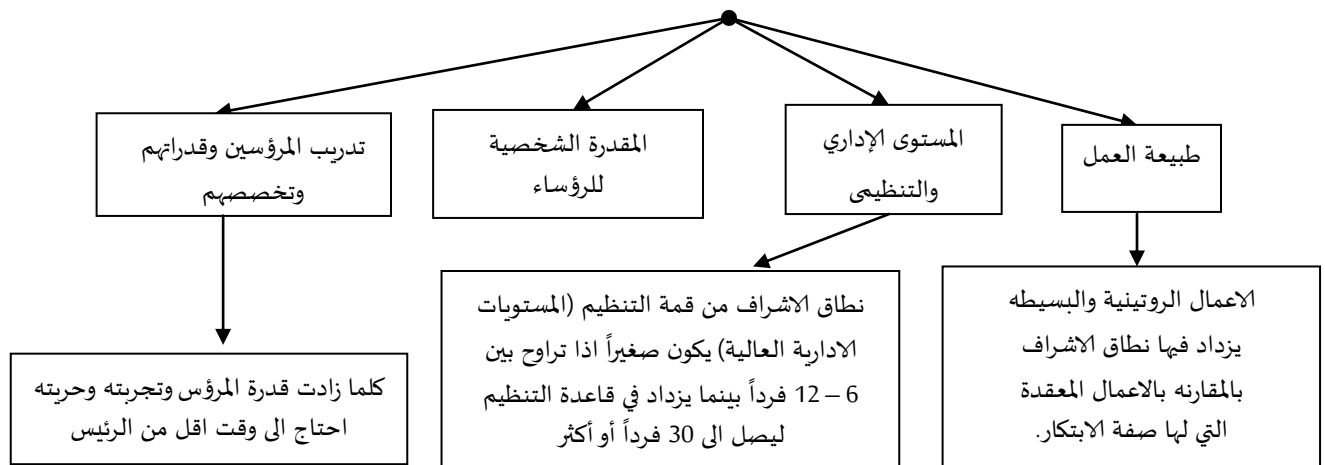 طبيعة العمل
المستوى الإداري
والتنظيمى
المقدرة الشخصية
للرؤساء
تدريب المرؤسين وقدراتهم
وتخصصهم
الاعمال الروتينية والبسيطه
يزداد فيها نطاق الاشراف
بالمقارنه بالاعمال المعقدة
التي لها صفة الابتكار.
نطاق الاشراف من قمة التنظيم (المستويات
الادارية العالية) يكون صغيراً اذا تراوح بين
6 – 12 فرداً بينما يزداد في قاعدة التنظيم
ليصل الى 30 فرداً أو أكثر
كلما زادت قدرة المرؤس وتجربته وحريته
احتاج الى وقت اقل من الرئيس